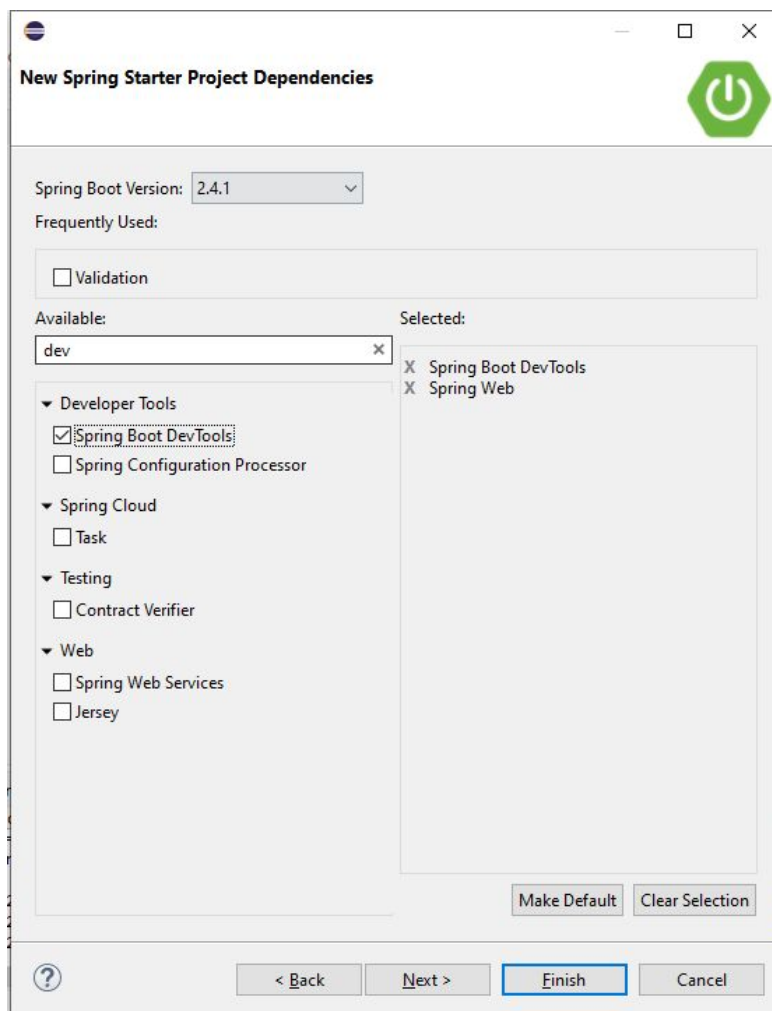 New Spring Starter Project Dependencies
Spring Boot Version: 2.4.1
Frequently Used:
Validation
Available:
dev
Developer Tools
Spring Boot DevTools
Spring Configuration Processor
Spring Cloud
Task
Testing
Contract Verifier
Web
Spring Web Services
Jersey
Selected:
X Spring Boot DevTools
X Spring Web
Make Default
Clear Selection
?
< Back
Next >
Finish
Cancel